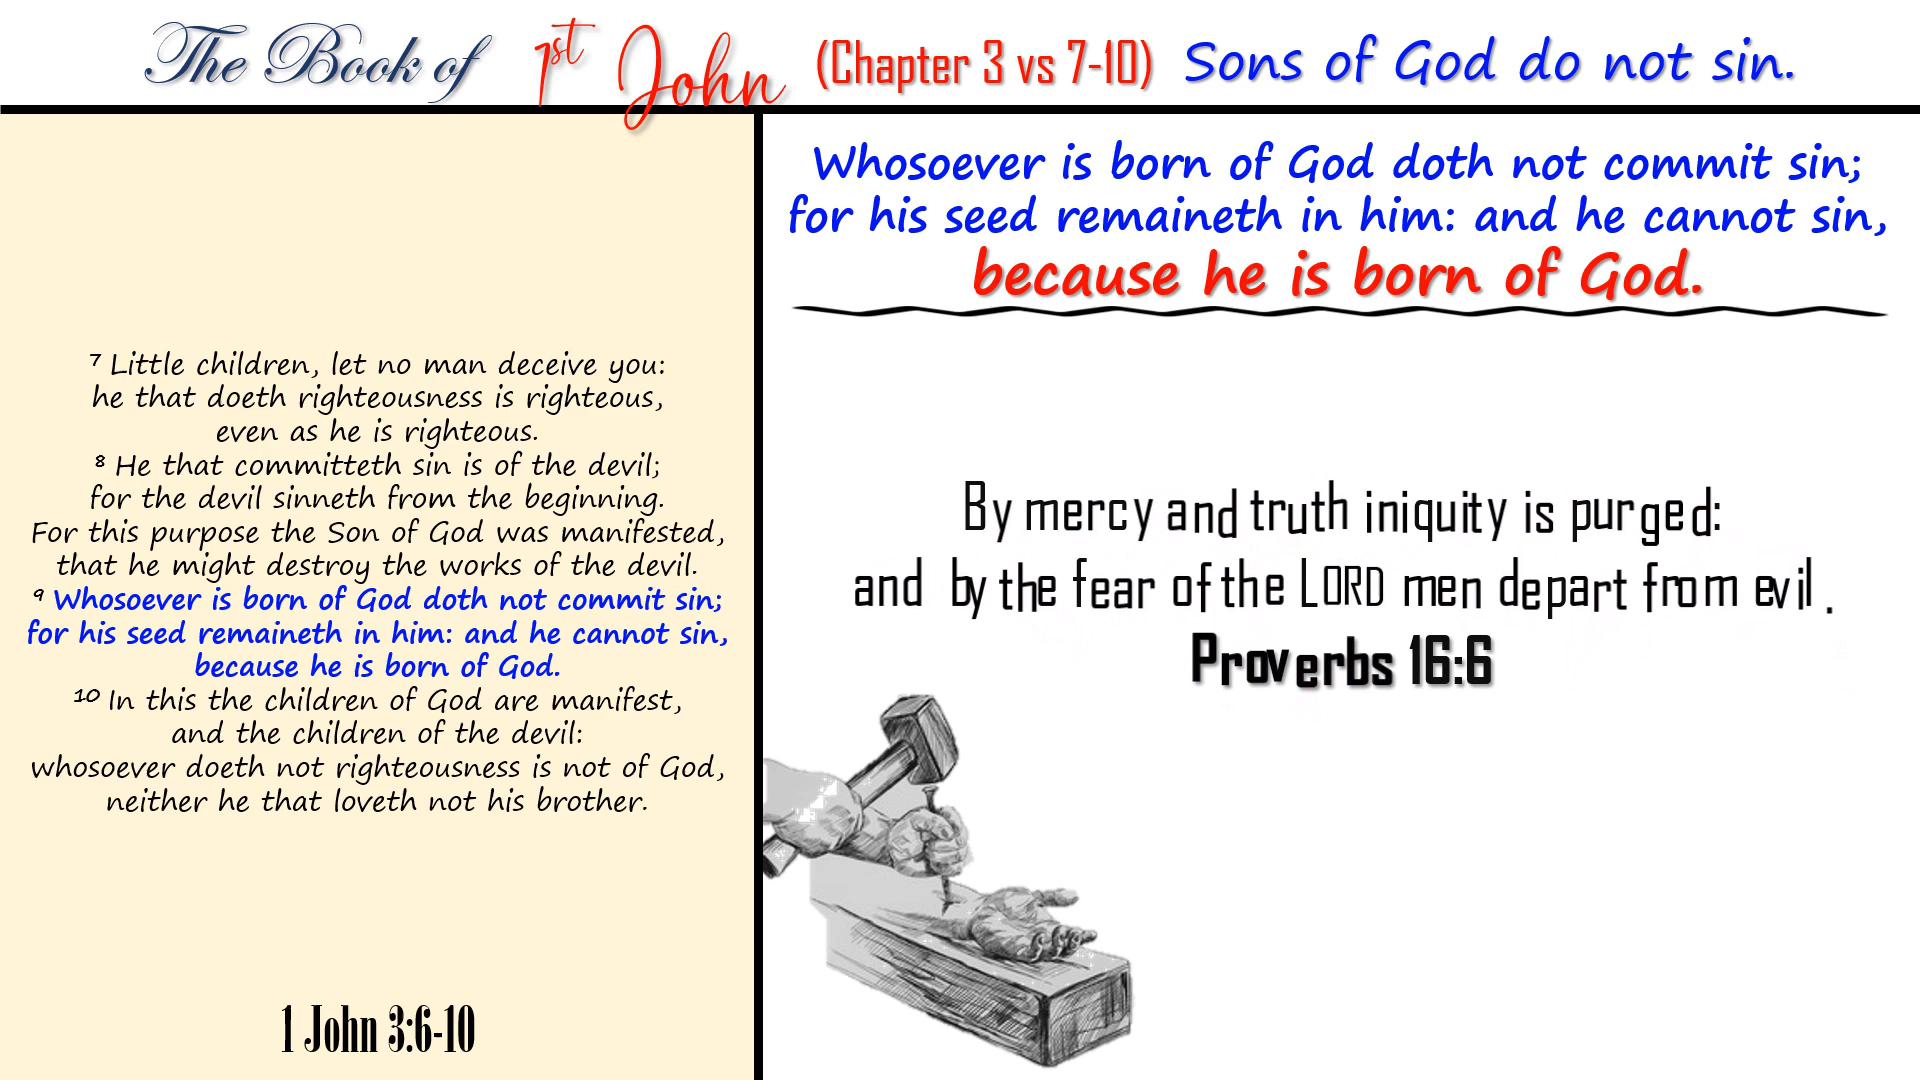 The Book of 1st John (Chapter 3 vs 7-10) Sons of God do not sin.
⁷ Little children, let no man deceive you:
he that doeth righteousness is righteous,
even as he is righteous.
⁸ He that committeth sin is of the devil;
for the devil sinneth from the beginning.
For this purpose the Son of God was manifested,
that he might destroy the works of the devil.
⁹ Whosoever is born of God doth not commit sin;
for his seed remaineth in him: and he cannot sin,
because he is born of God.
¹⁰ In this the children of God are manifest,
and the children of the devil:
whosoever doeth not righteousness is not of God,
neither he that loveth not his brother.
1 John 3:6-10
Whosoever is born of God doth not commit sin;
for his seed remaineth in him: and he cannot sin,
because he is born of God.
By mercy and truth iniquity is purged:
and by the fear of the LORD men depart from evil .
Proverbs 16:6